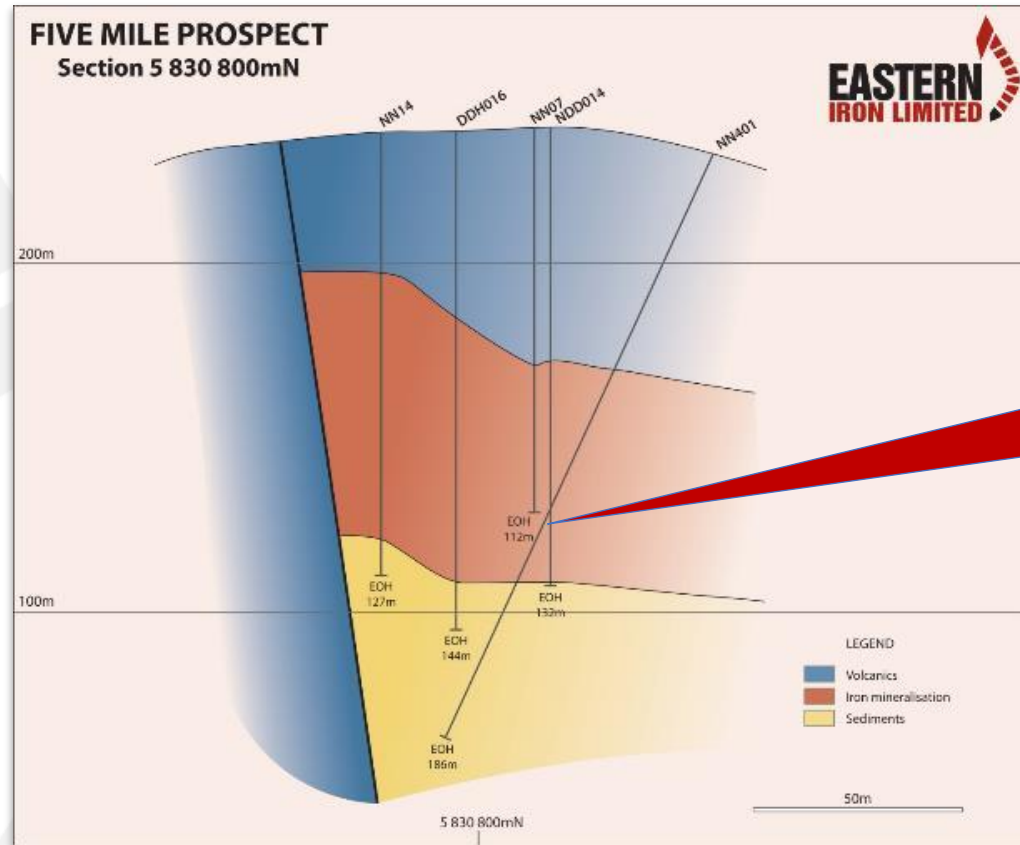 FIVE MILE PROSPECT
Section 5 830 800mN
EASTERN
IRON LIMITED
NN14
DDH016
NN07
NDD014
NN401
200m
EOH
112m
EOH
127m
EOH
132m
100m
EOH
144m
EOH
186m
LEGEND
Volcanics
Iron mineralisation
Sediments
50m
5 830 800mN